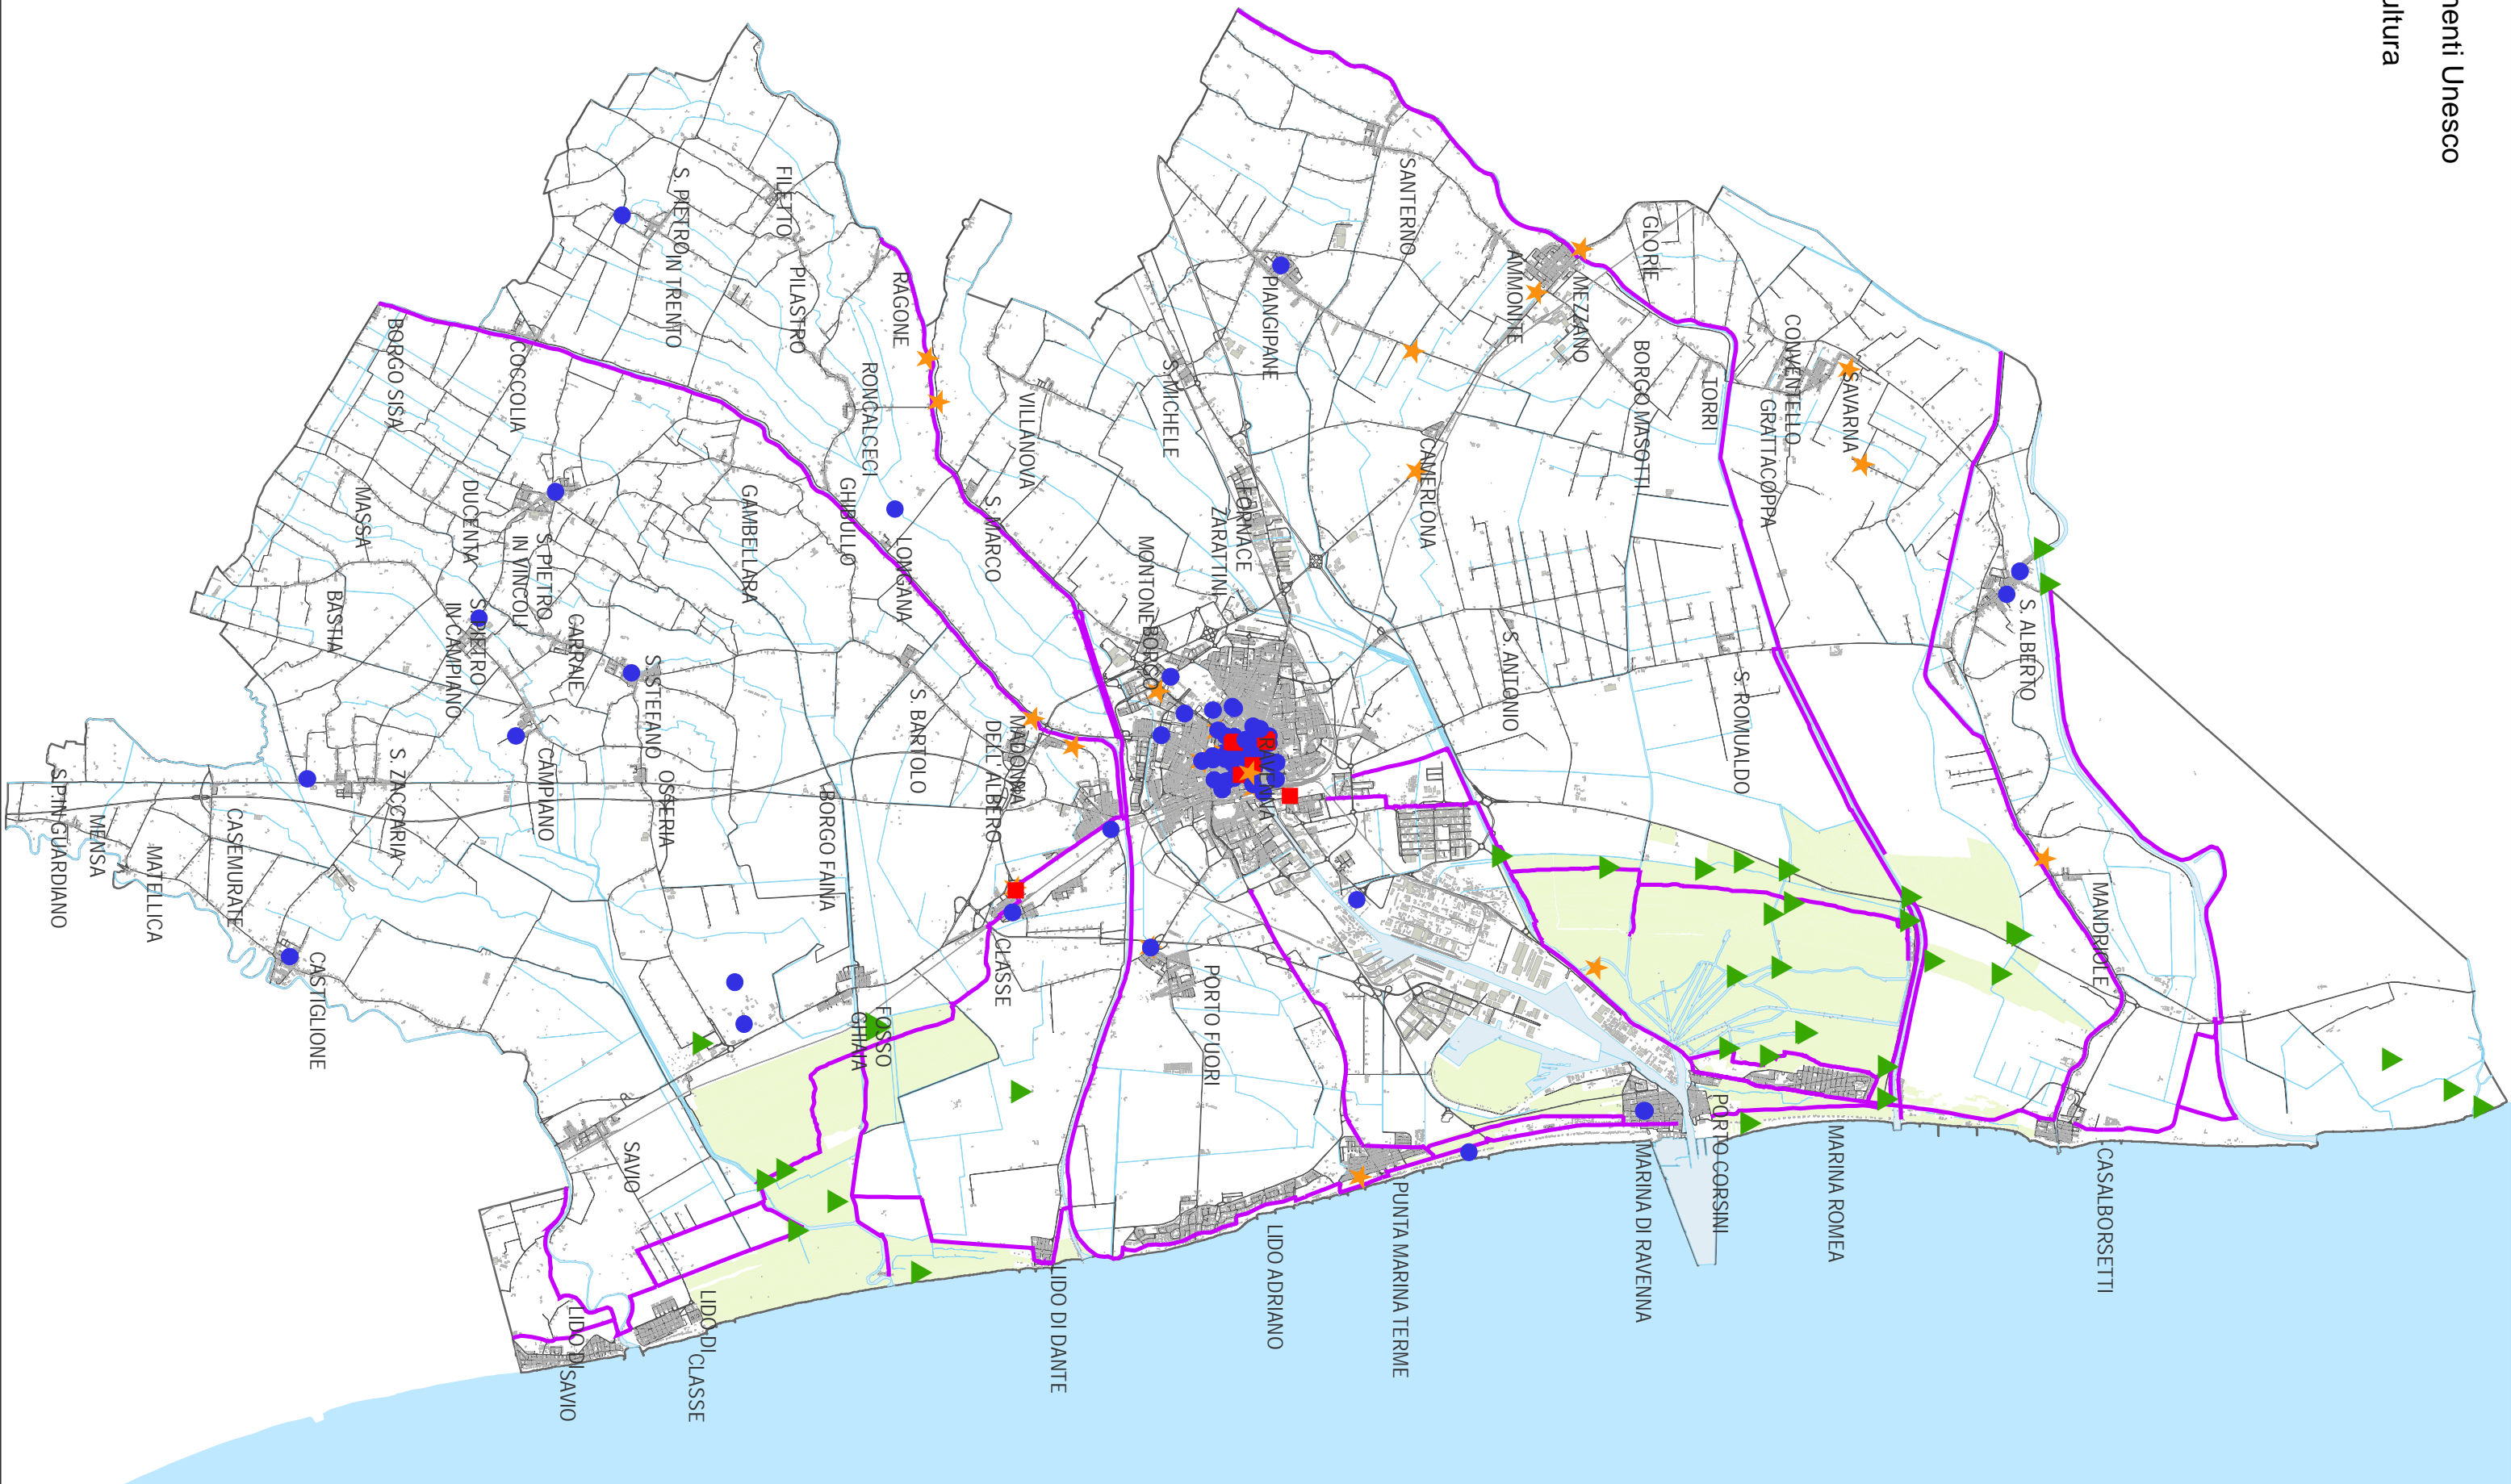 menti Unesco
ultura
S. ALBERTO
MANDRIOLE
CASALBORSETTI
SAVARNA
CONVENTELLO
GRATTACOPPA
TORRI
S. ROMUALDO
MARINA ROMEA
GLORIE
BORGO MASOTTI
MEZZANO
AMMONITE
S. ANTONIO
PORTO CORSINI
MARINA DI RAVENNA
SANTERNO
CAMERLONA
PUNTA MARINA TERME
PIANGIPANE
RAVENNA
LIDO ADRIANO
FORNACE
ZARATTINI
S. MICHELE
BORGO
MONTONE
PORTO FUORI
VILLANOVA
S. MARCO
MADONNA
DELL'ALBERO
CLASSE
LIDO DI DANTE
RAGONE
RONCALCECI
LONGANA
S. BARTOLO
FOSSO
GHIAIA
GHIBULLO
BORGO FAINA
FILETTO
PILASTRO
GAMBELLARA
S. PIETRO IN TRENTO
S. STEFANO
OSTERIA
LIDO DI
CLASSE
SAVIO
LIDO DI
SAVIO
COCCOLIA
CARRAIE
S. PIETRO
IN VINCOLI
CAMPIANO
DUCENTA
S. PIETRO
IN CAMPIANO
BORGO SISA
MASSA
BASTIA
S. ZACCARIA
CASTIGLIONE
CASEMURATE
MATELLICA
MENSA
S.P.IN GUARDIANO